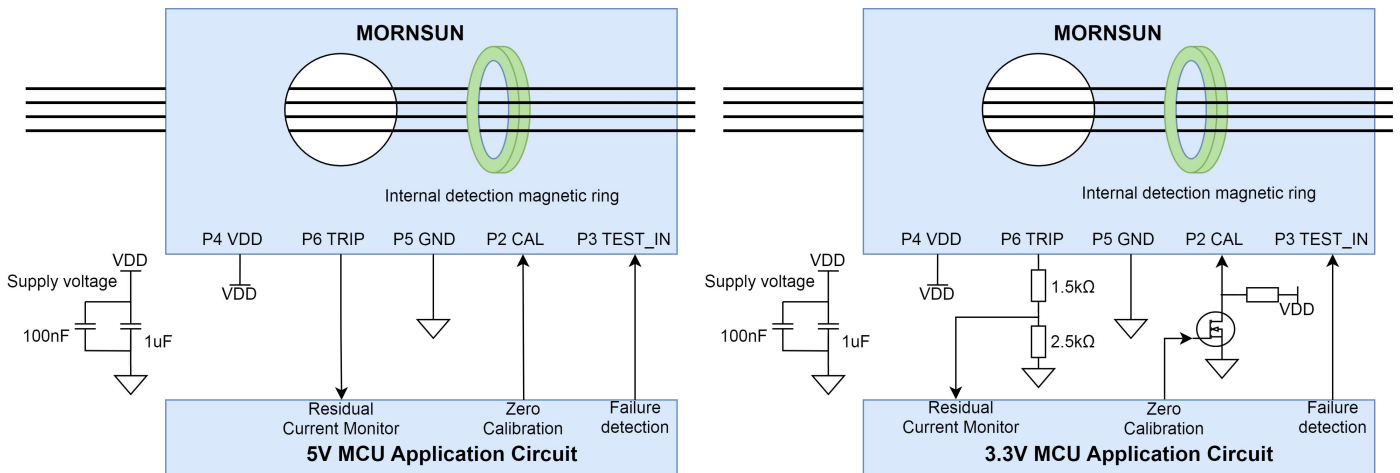 MORNSUN
Internal detection magnetic ring
P4 VDD P6 TRIP P5 GND P2 CAL P3 TEST_IN
VDD
Supply voltage
VDD
100nF
1uF
Residual
Current Monitor
Zero
Calibration
Failure
detection
5V MCU Application Circuit
MORNSUN
Internal detection magnetic ring
P4 VDD P6 TRIP P5 GND P2 CAL P3 TEST_IN
VDD
Supply voltage
VDD
1.5kΩ
VDD
100nF
1uF
2.5kΩ
Residual
Current Monitor
Zero
Calibration
Failure
detection
3.3V MCU Application Circuit